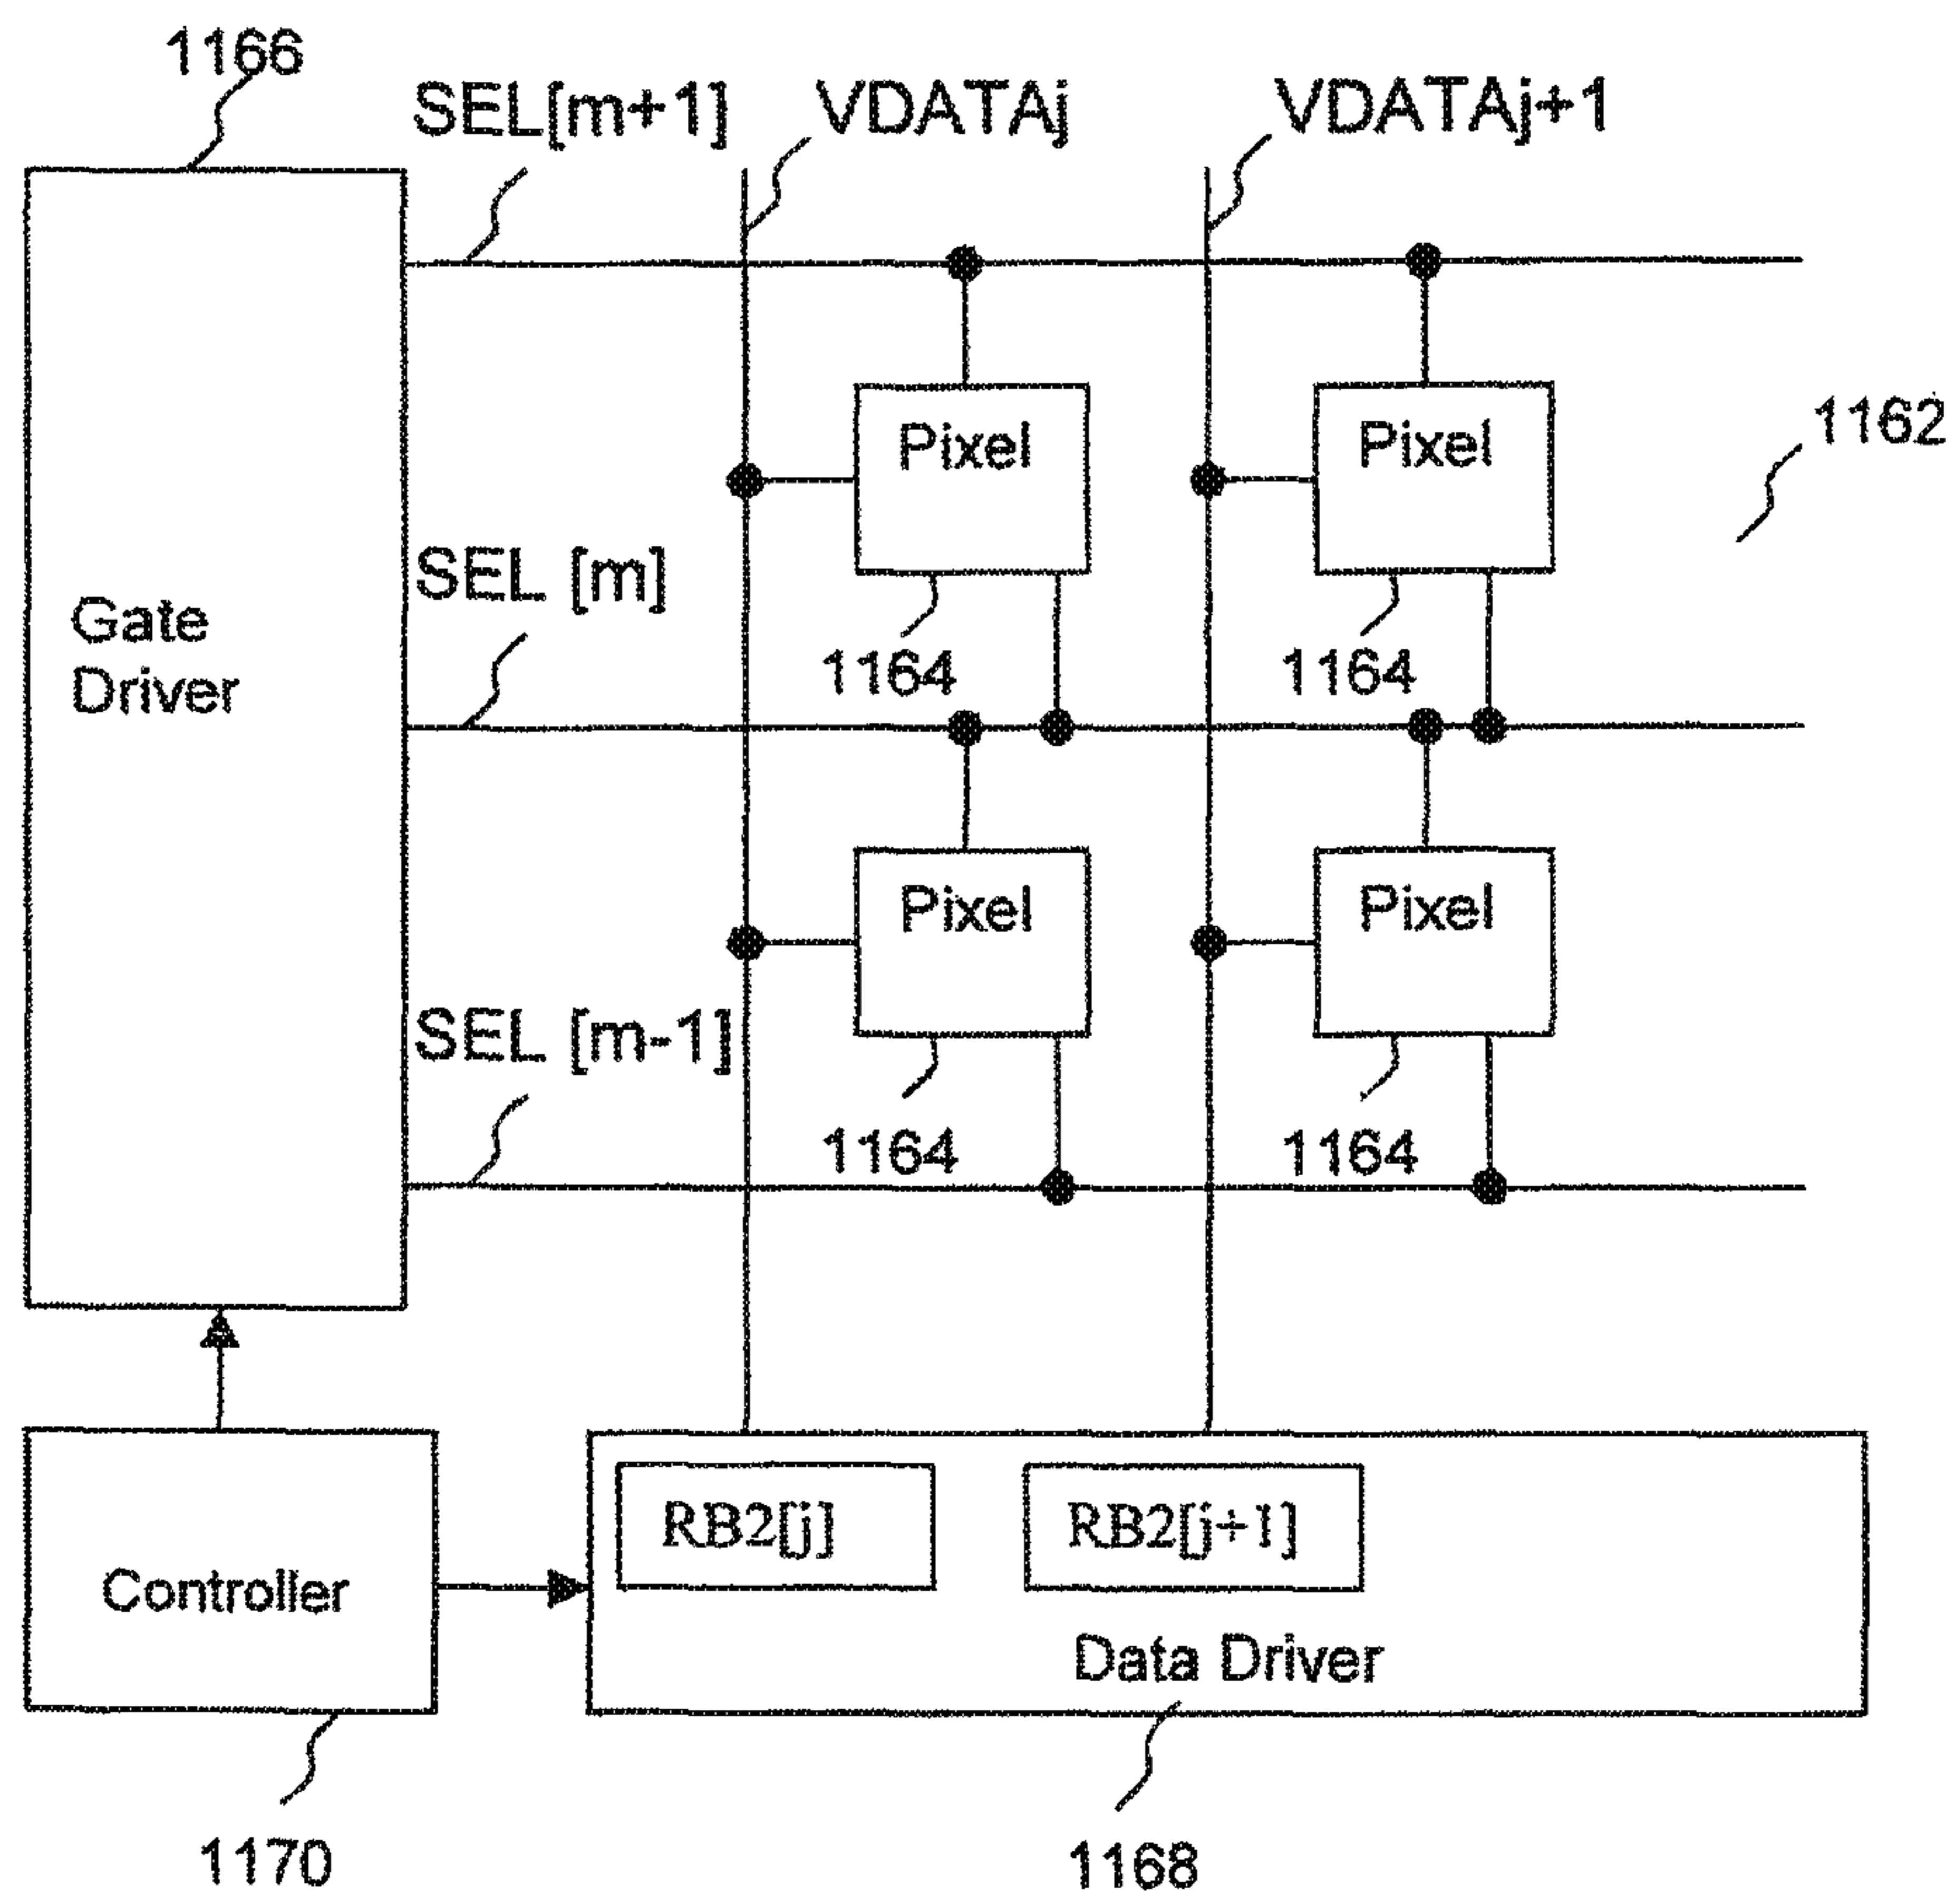 1166
SEL[m+1]
VDATAj
VDATAj+1
Pixel
Pixel
1162
SEL [m]
Gate
Driver
1164
1164
Pixel
Pixel
SEL [m-1]
1164
1164
RB2[j]
RB2[j+1]
Controller
Data Driver
1170
1168